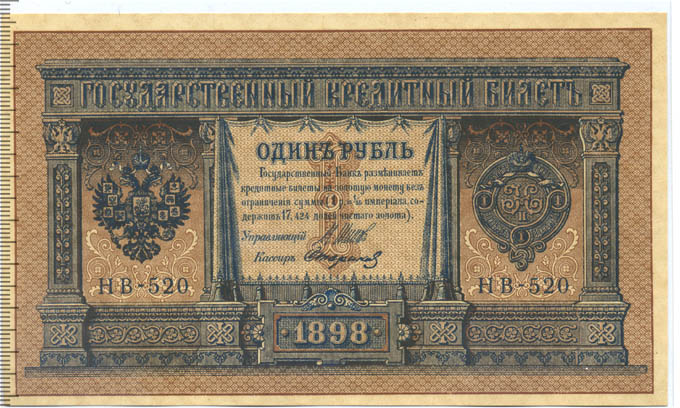 ГОСУДАРСТВЕННЫЙ КРЕДИТНЫЙ БИЛЕТЪ
ОДИНЪ РУБЛЬ
Государственный Банкъ размѣниваетъ
кредитные билеты на золотую монету безъ
ограниченія суммы (1 р. = 1/15 имперіала, со-
держитъ 17,424 долей чистаго золота).
Управляющій
Кассиръ
НВ-520. НВ-520.
1898